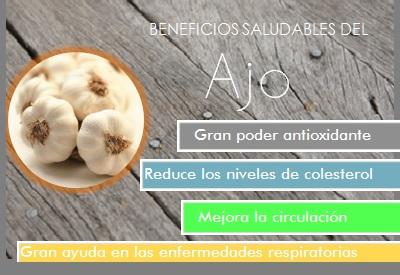 BENEFICIOS SALUDABLES DEL
Ajo
Gran poder antioxidante
Reduce los niveles de colesterol
Mejora la circulación
Gran ayuda en las enfermedades respiratorias